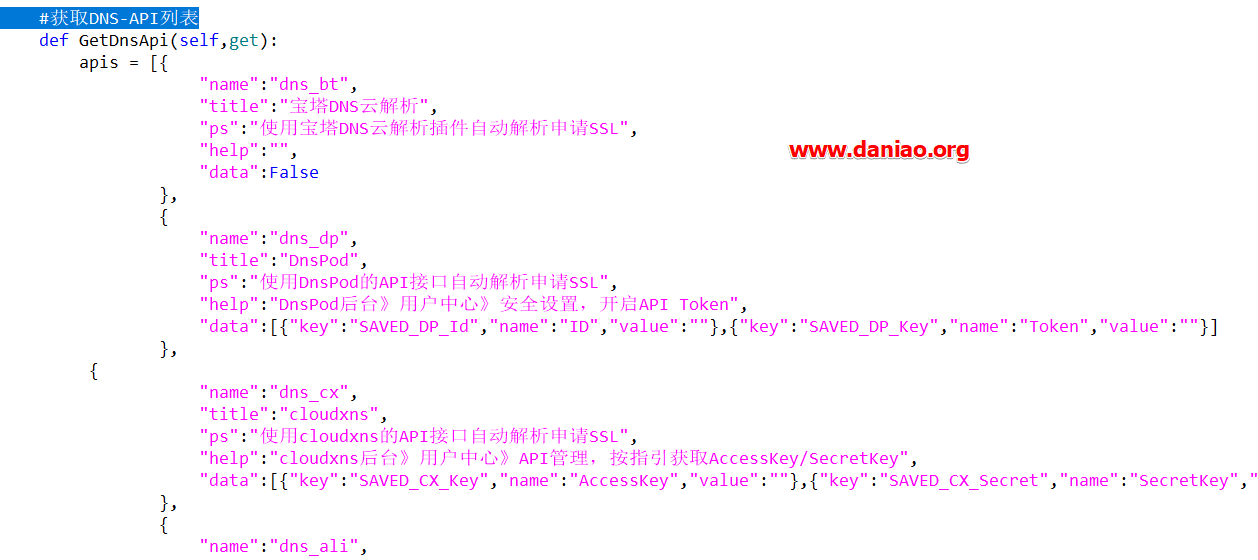 #获取DNS-API列表
def GetDnsApi(self,get):
apis = [{
"name":"dns_bt",
"title":"宝塔DNS云解析",
"ps":"使用宝塔DNS云解析插件自动解析申请SSL",
"help":"",
www.daniao.org
"data":False
},
{
"name":"dns_dp",
"title":"DnsPod",
"ps":"使用DnsPod的API接口自动解析申请SSL",
"help":"DnsPod后台》用户中心》安全设置，开启API Token",
"data":[{"key":"SAVED_DP_Id","name":"ID","value":""},{"key":"SAVED_DP_Key","name":"Token","value":""}]
},
{
"name":"dns_cx",
"title":"cloudxns",
"ps":"使用cloudxns的API接口自动解析申请SSL",
"help":"cloudxns后台》用户中心》API管理，按指引获取AccessKey/SecretKey",
"data":[{"key":"SAVED_CX_Key","name":"AccessKey","value":""},{"key":"SAVED_CX_Secret","name":"SecretKey","
},
{
"name":"dns_ali",